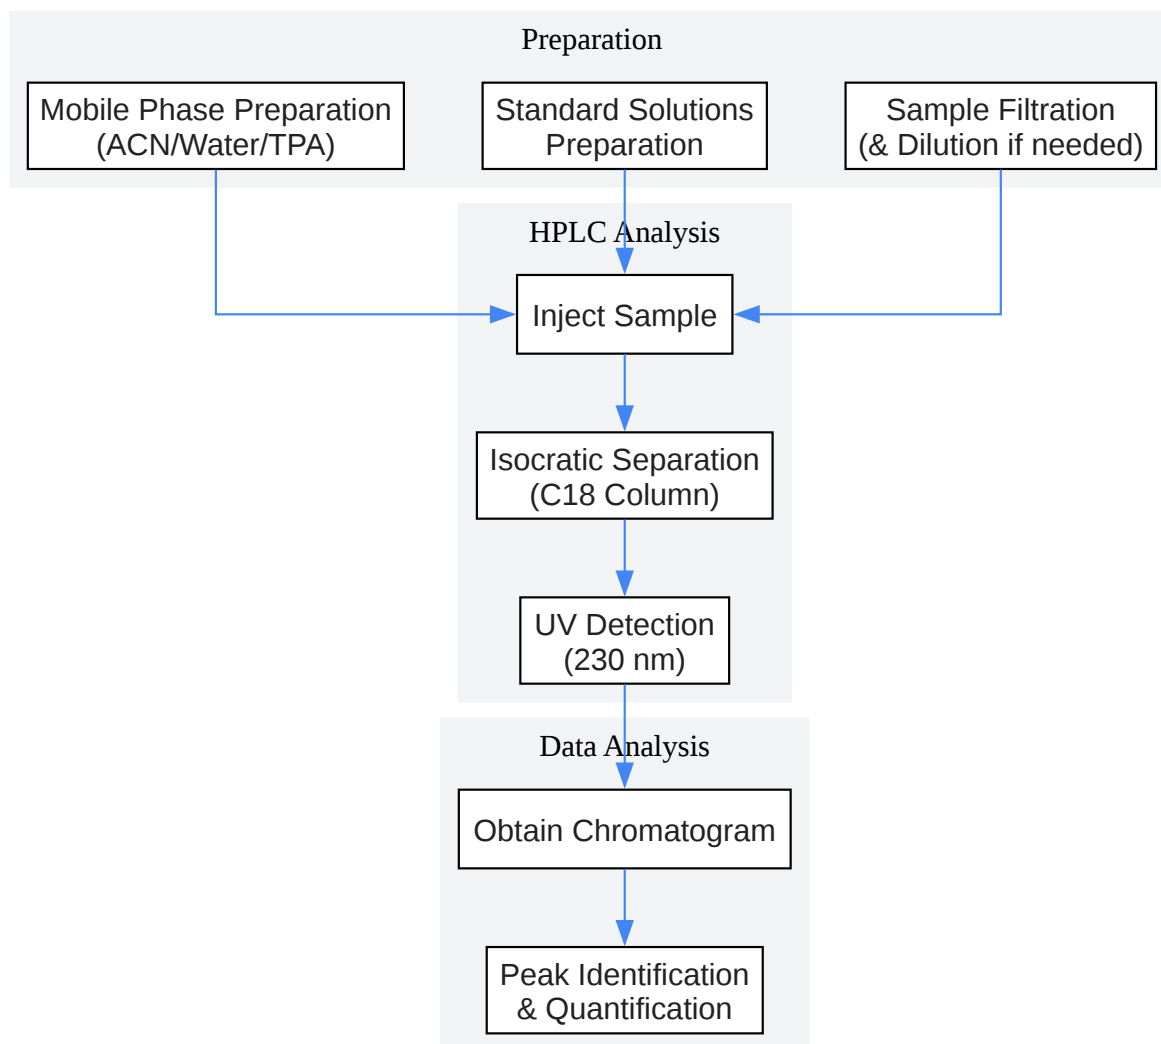 Preparation
Mobile Phase Preparation
(ACN/Water/TPA)
Standard Solutions
Preparation
Sample Filtration
(& Dilution if needed)
HPLC Analysis
Inject Sample
Isocratic Separation
(C18 Column)
UV Detection
(230 nm)
Data Analysis
Obtain Chromatogram
Peak Identification
& Quantification